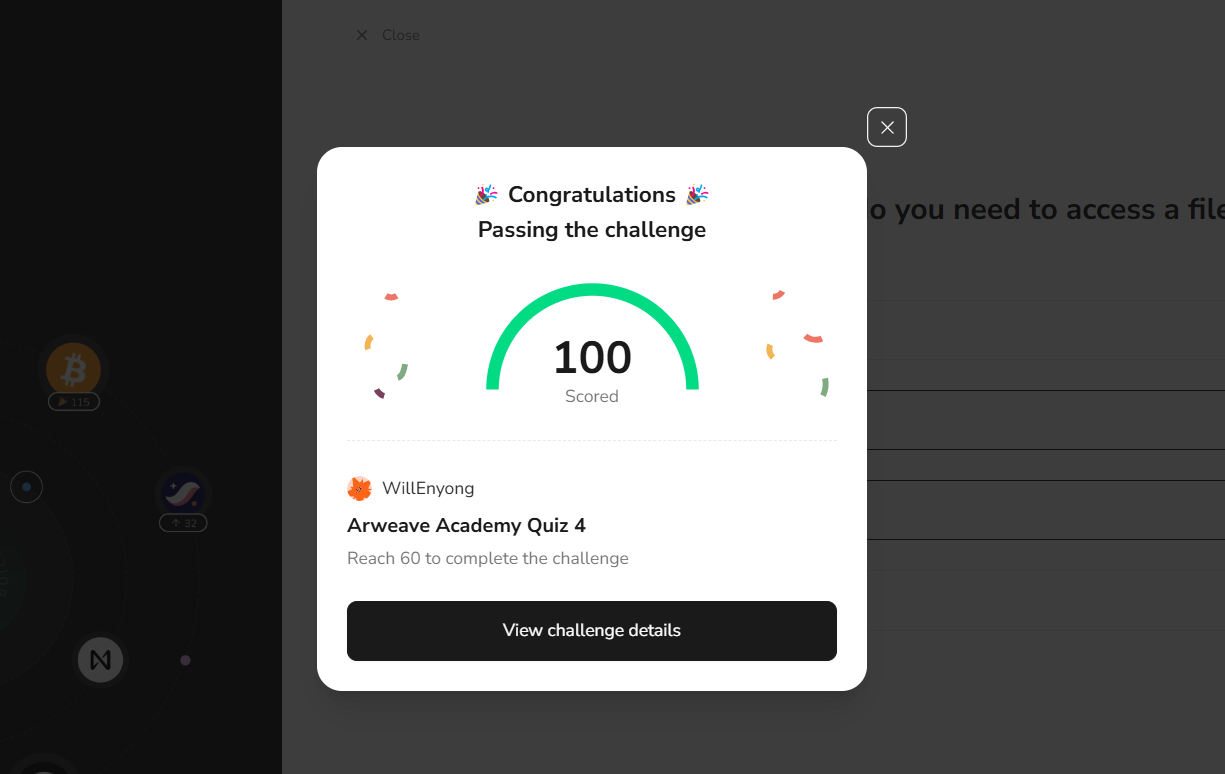 Close
o you need to access a file
Congratulations
Passing the challenge
100
Scored
WillEnyong
Arweave Academy Quiz 4
Reach 60 to complete the challenge
View challenge details
115
32